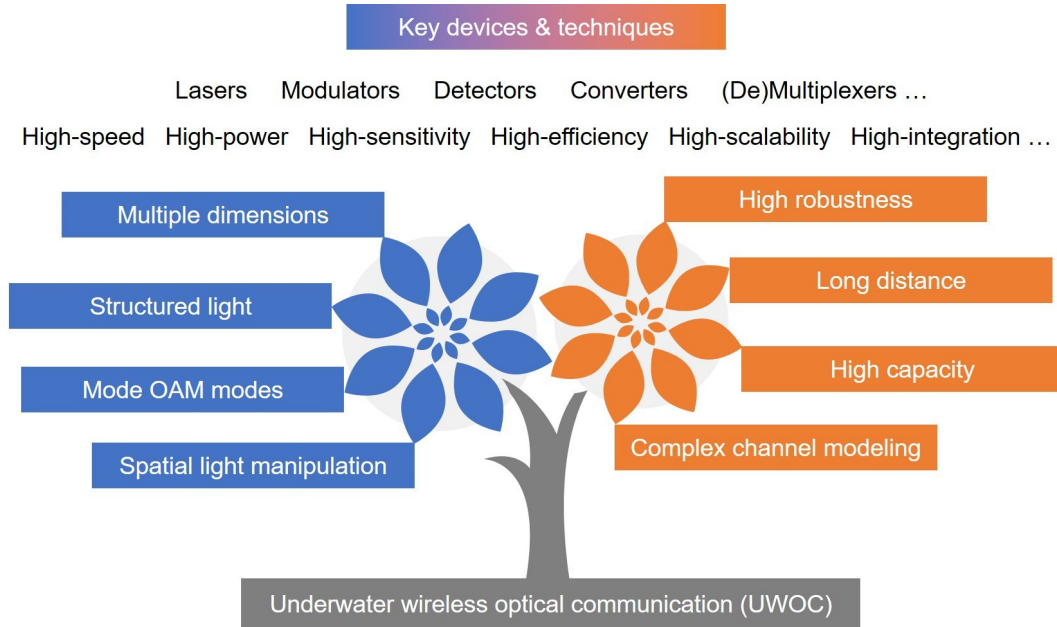 Key devices & techniques
Lasers Modulators Detectors Converters (De)Multiplexers …
High-speed High-power High-sensitivity High-efficiency High-scalability High-integration …
Multiple dimensions
Structured light
Mode OAM modes
Spatial light manipulation
High robustness
Long distance
High capacity
Complex channel modeling
Underwater wireless optical communication (UWOC)